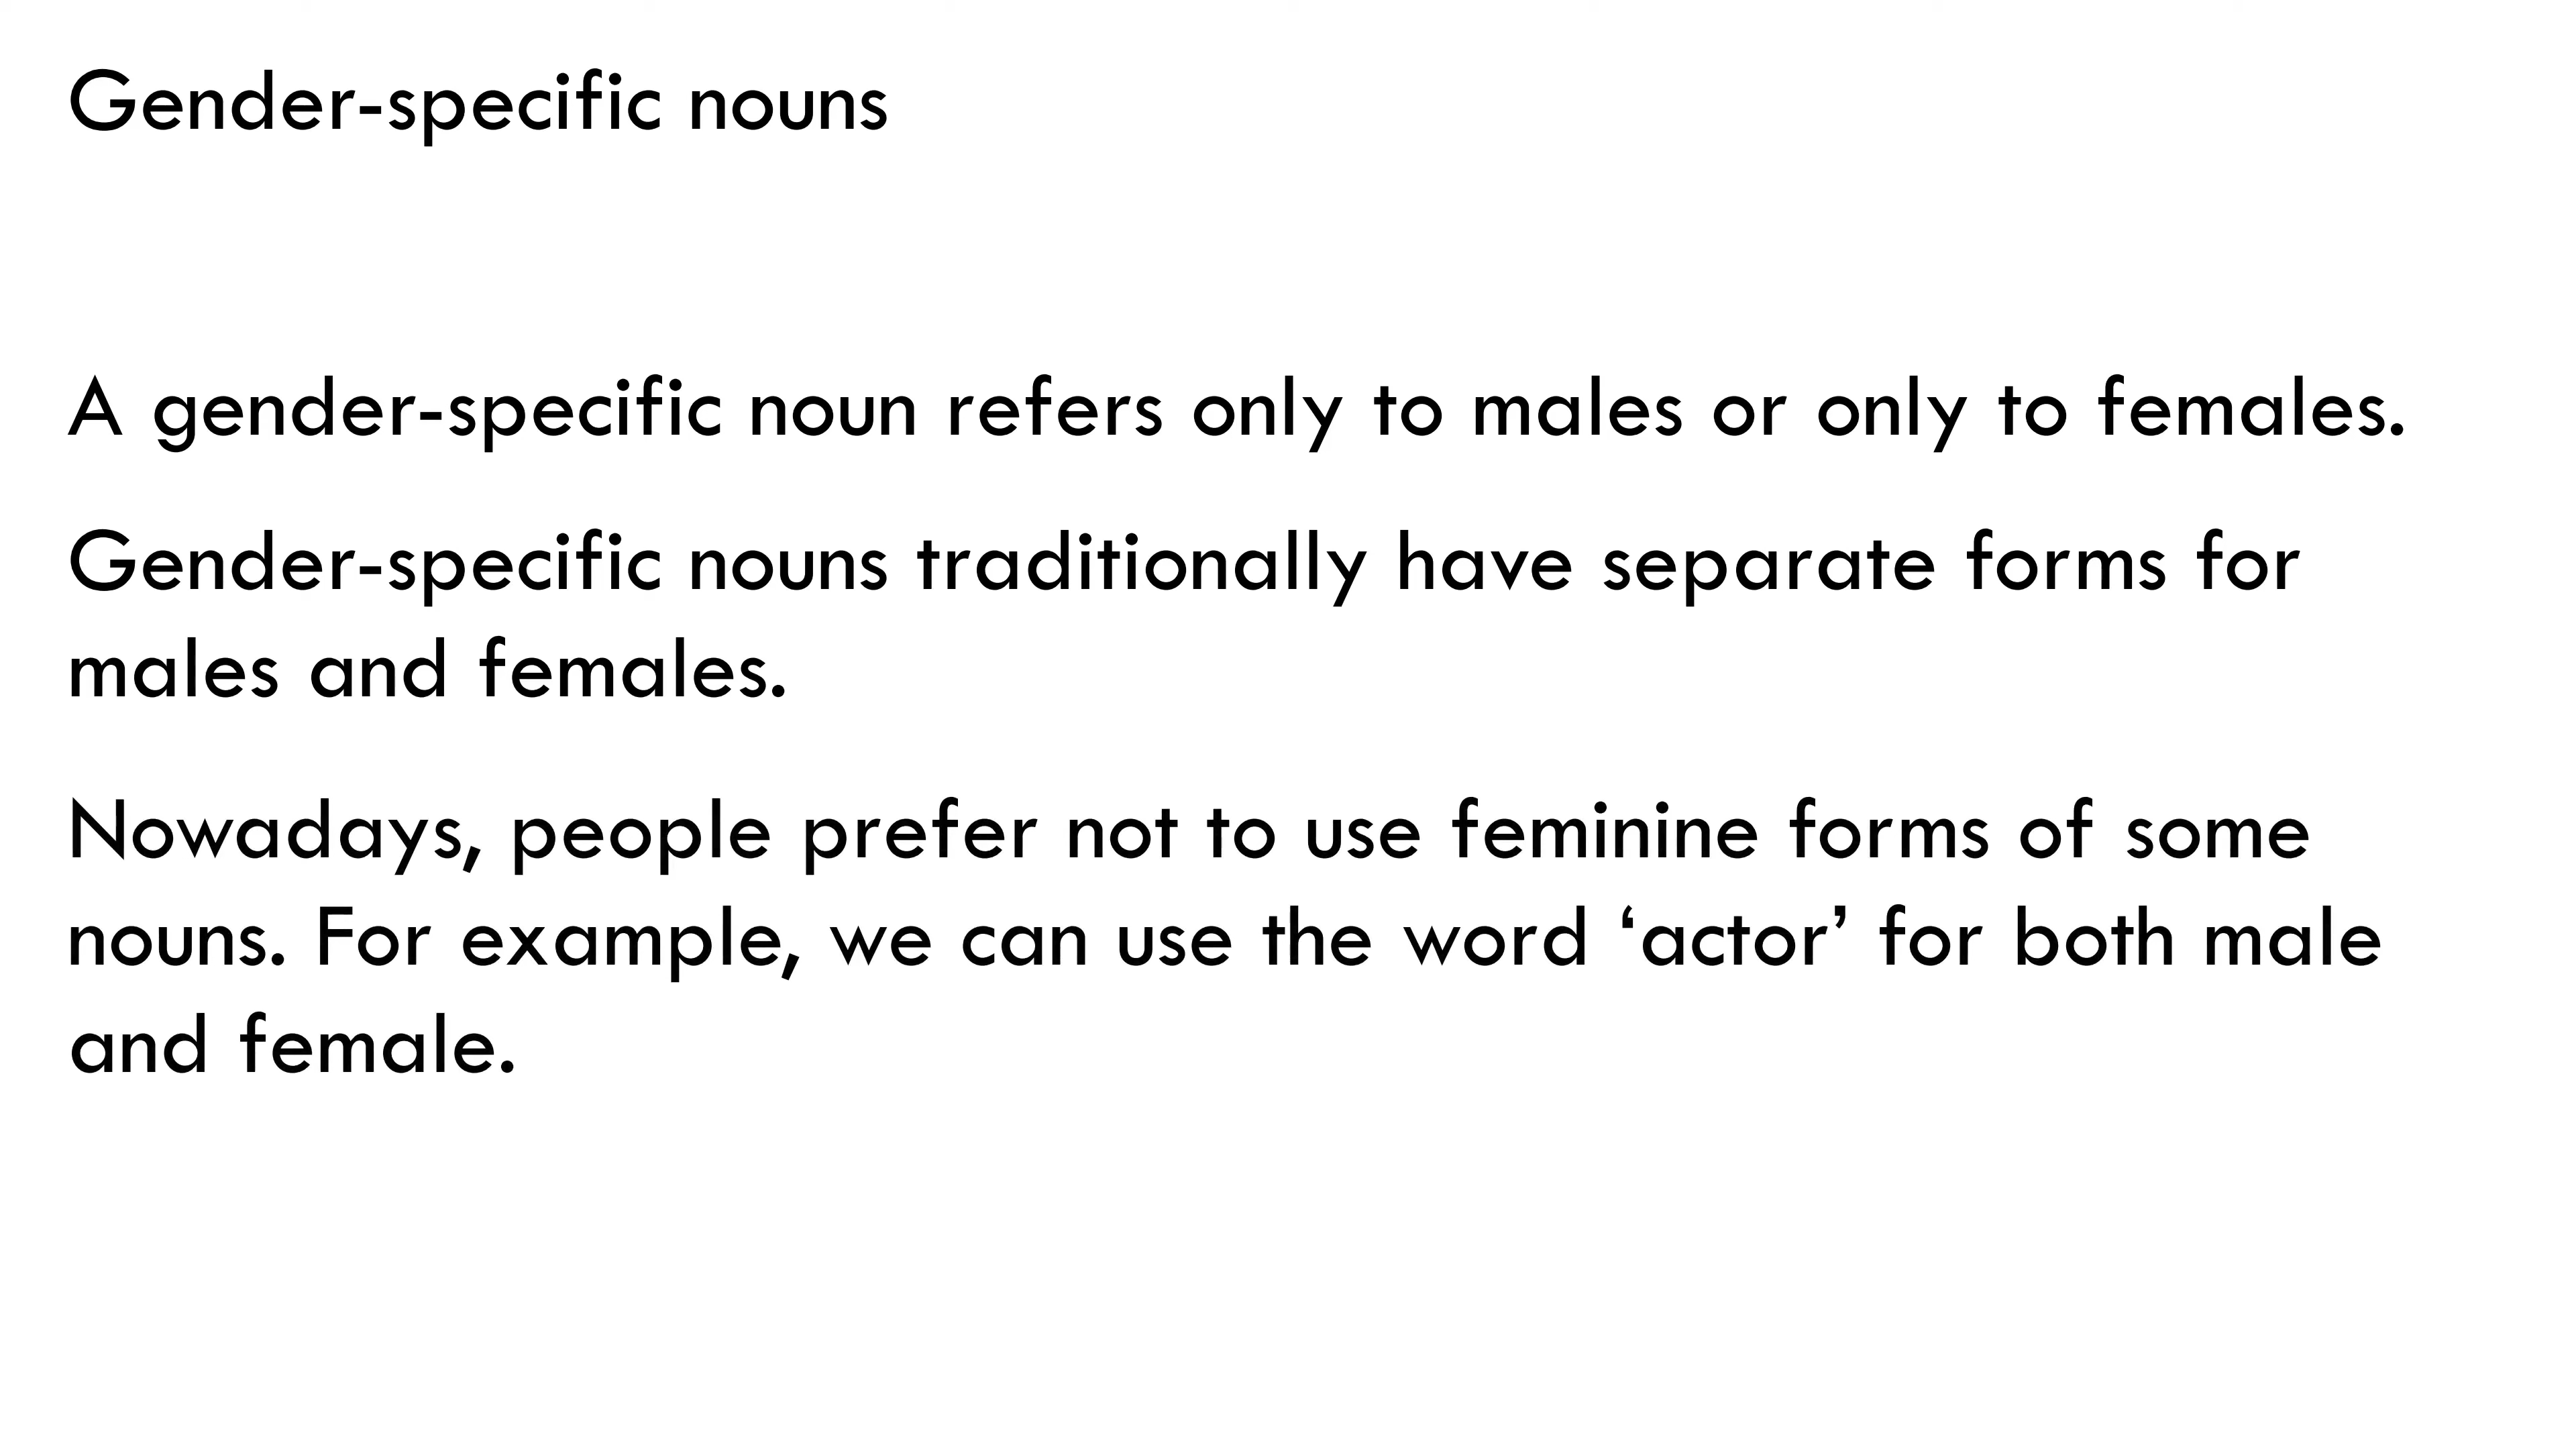 Gender-specific nouns
A gender-specific noun refers only to males or only to females.
Gender-specific nouns traditionally have separate forms for
males and females.
Nowadays, people prefer not to use feminine forms of some
nouns. For example, we can use the word ‘actor’ for both male
and female.